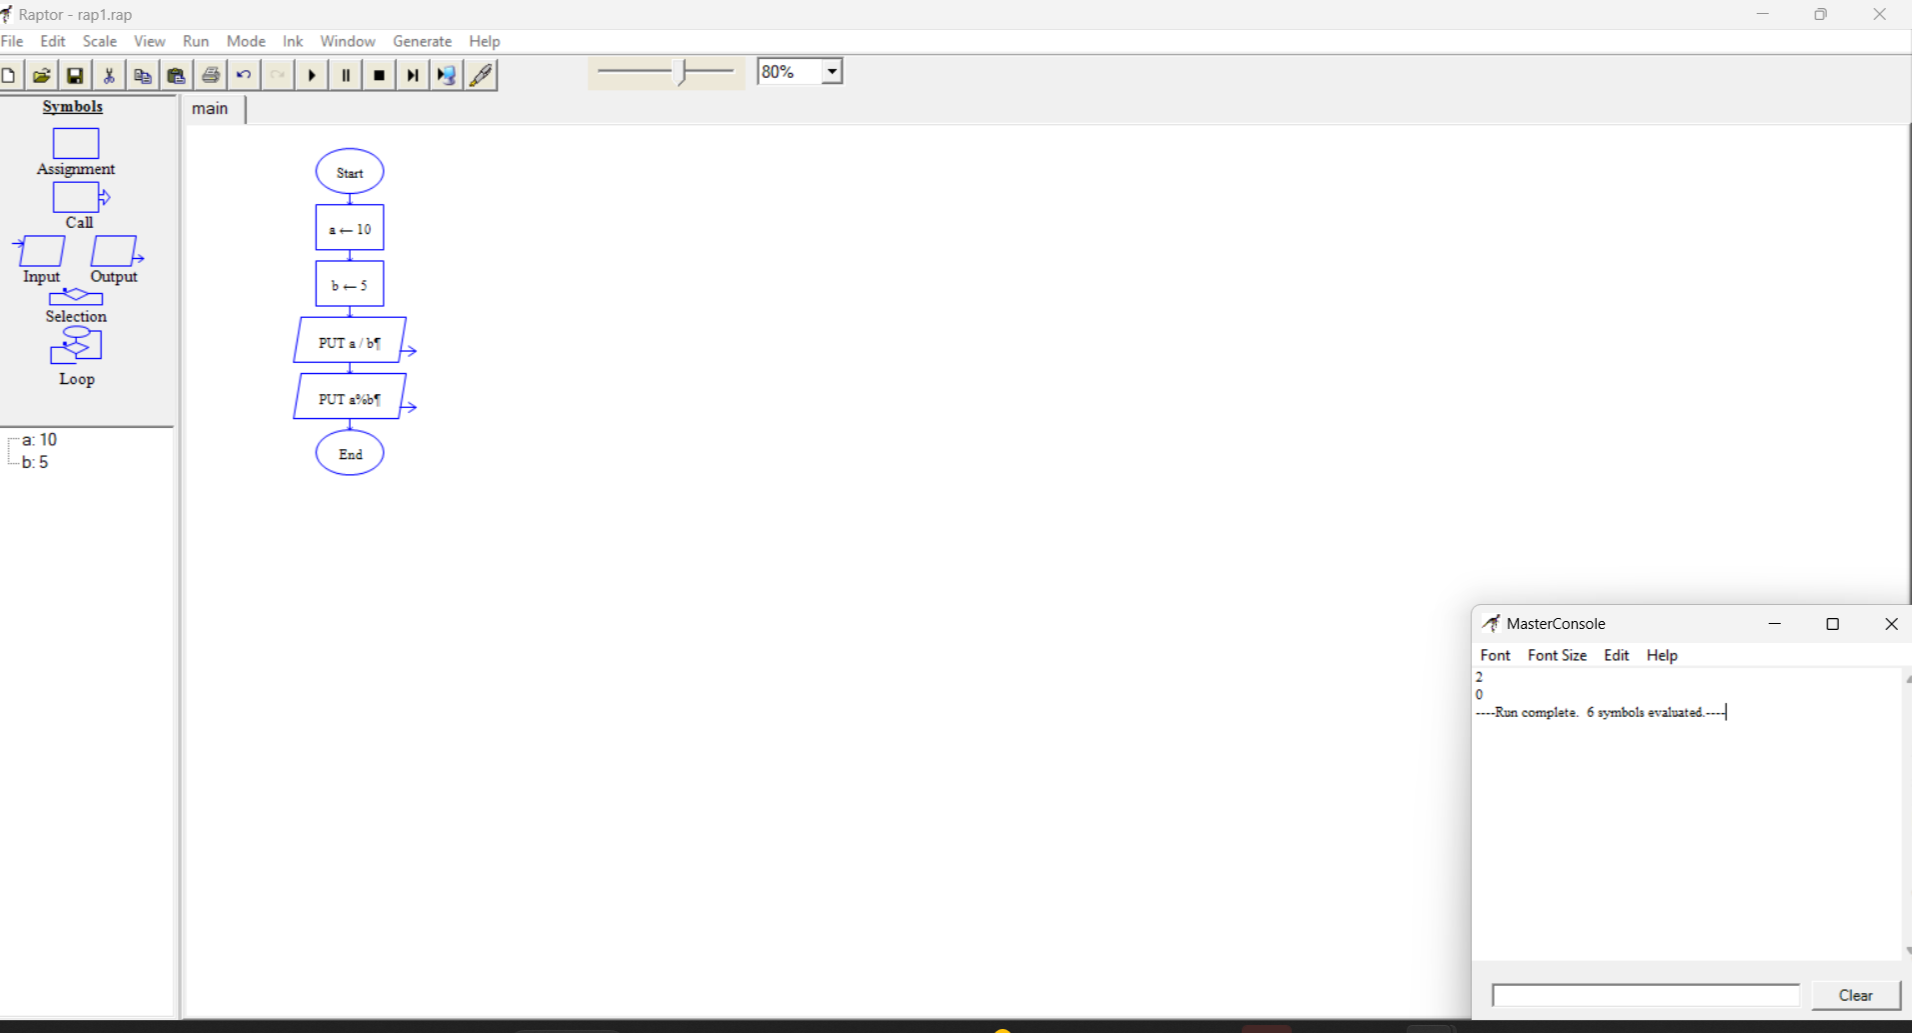 Raptor - rap1.rap
File Edit Scale View Run Mode Ink Window Generate Help
80%
Symbols
Assignment
Call
Input Output
Selection
Loop
a: 10
b: 5
main
Start
a ← 10
b ← 5
PUT a / b¶
PUT a%b¶
End
MasterConsole
Font Font Size Edit Help
2
0
----Run complete.  6 symbols evaluated.----
Clear